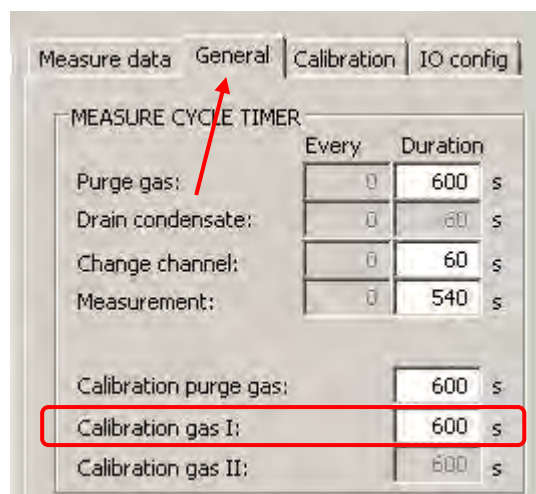 Measure data General Calibration IO config
MEASURE CYCLE TIMER
Every Duration
Purge gas: 0 600 s
Drain condensate: 0 60 s
Change channel: 0 60 s
Measurement: 0 540 s
Calibration purge gas: 600 s
Calibration gas I: 600 s
Calibration gas II: 600 s